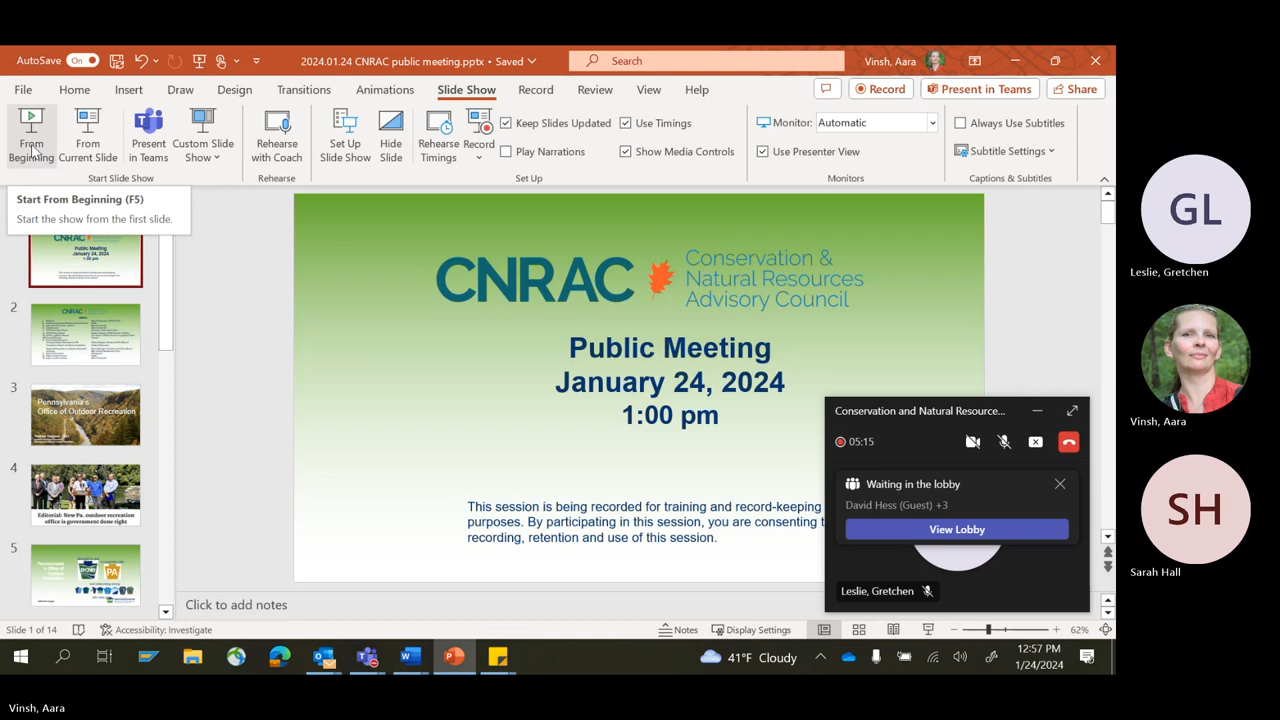 AutoSave On
2024.01.24 CNRAC public meeting.pptx • Saved
Search
Vinsh, Aara
File Home Insert Draw Design Transitions Animations Slide Show Record Review View Help
Record Present in Teams Share
From Beginning
From Current Slide
Present in Teams
Custom Slide Show
Rehearse with Coach
Set Up Slide Show
Hide Slide
Rehearse Timings
Record
Keep Slides Updated
Use Timings
Play Narrations
Show Media Controls
Monitor: Automatic
Use Presenter View
Always Use Subtitles
Subtitle Settings
Start Slide Show
Rehearse
Set Up
Monitors
Captions & Subtitles
Start From Beginning (F5)
Start the show from the first slide.
Public Meeting
January 24, 2024
1:00 pm
2
CNRAC
3
Pennsylvania's
Office of Outdoor Recreation
4
Editorial: New Pa. outdoor recreation
office is government done right
5
CNRAC
Conservation &
Natural Resources
Advisory Council
Public Meeting
January 24, 2024
1:00 pm
This session is being recorded for training and record-keeping
purposes. By participating in this session, you are consenting t
recording, retention and use of this session.
Conservation and Natural Resource...
05:15
Waiting in the lobby
David Hess (Guest) +3
View Lobby
Leslie, Gretchen
Click to add notes
Slide 1 of 14
Accessibility: Investigate
Notes
Display Settings
62%
41°F Cloudy
12:57 PM
1/24/2024
GL
Leslie, Gretchen
Vinsh, Aara
SH
Sarah Hall
Vinsh, Aara